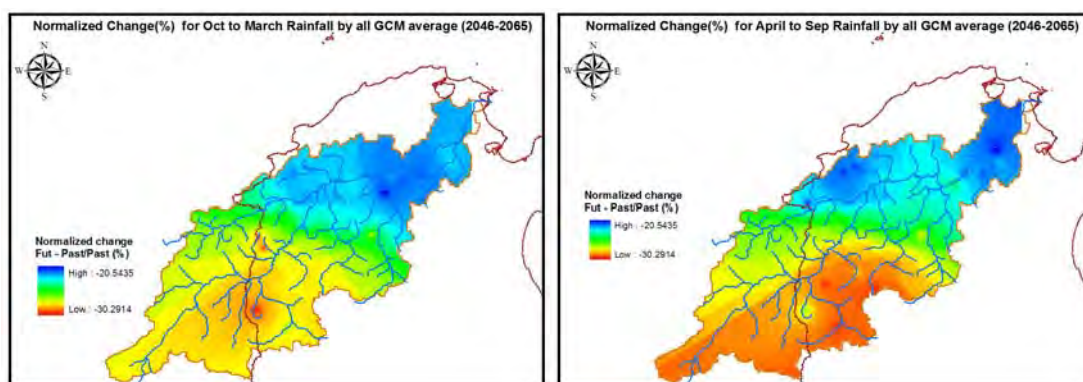 Normalized Change(%) for Oct to March Rainfall by all GCM average (2046-2065)
N
W E
S
Normalized change
Fut - Past/Past (%)
High : -20.5435
Low : -30.2914
Normalized Change(%) for April to Sep Rainfall by all GCM average (2046-2065)
N
W E
S
Normalized change
Fut - Past/Past (%)
High : -20.5435
Low : -30.2914